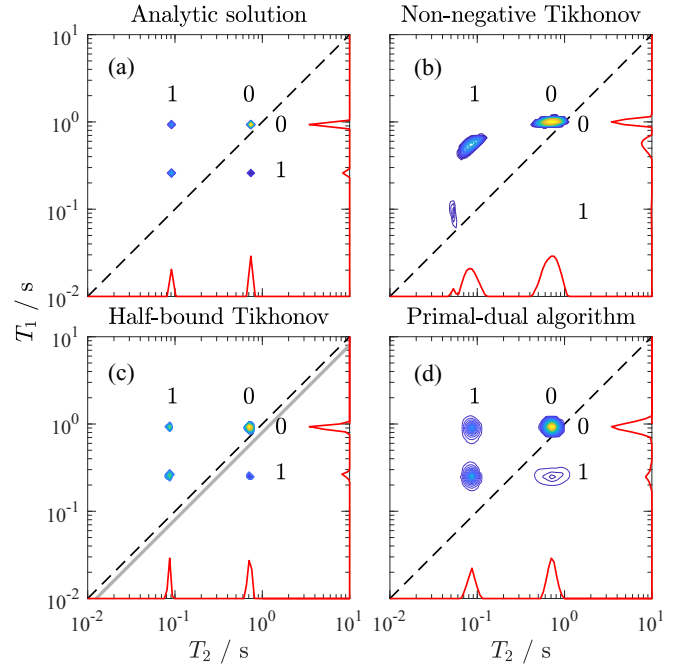 Analytic solution
Non-negative Tikhonov
(a)
1 0
0
1
(b)
1 0
0
1
10^1
10^0
10^-1
10^-2
T_1 / s
Half-bound Tikhonov
Primal-dual algorithm
(c)
1 0
0
1
(d)
1 0
0
1
10^1
10^0
10^-1
10^-2
10^-2 10^-1 10^0 10^1
10^-2 10^-1 10^0 10^1
T_2 / s
T_2 / s